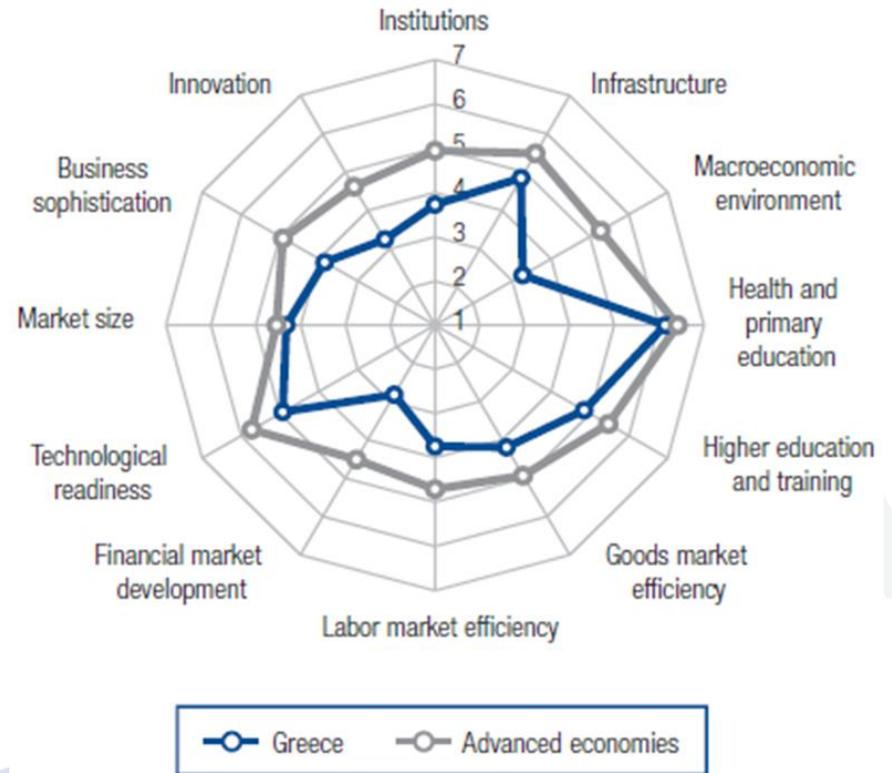 Institutions
7
6
5
4
3
2
1
Infrastructure
Macroeconomic
environment
Health and
primary
education
Higher education
and training
Goods market
efficiency
Labor market efficiency
Financial market
development
Technological
readiness
Market size
Business
sophistication
Innovation
Greece
Advanced economies